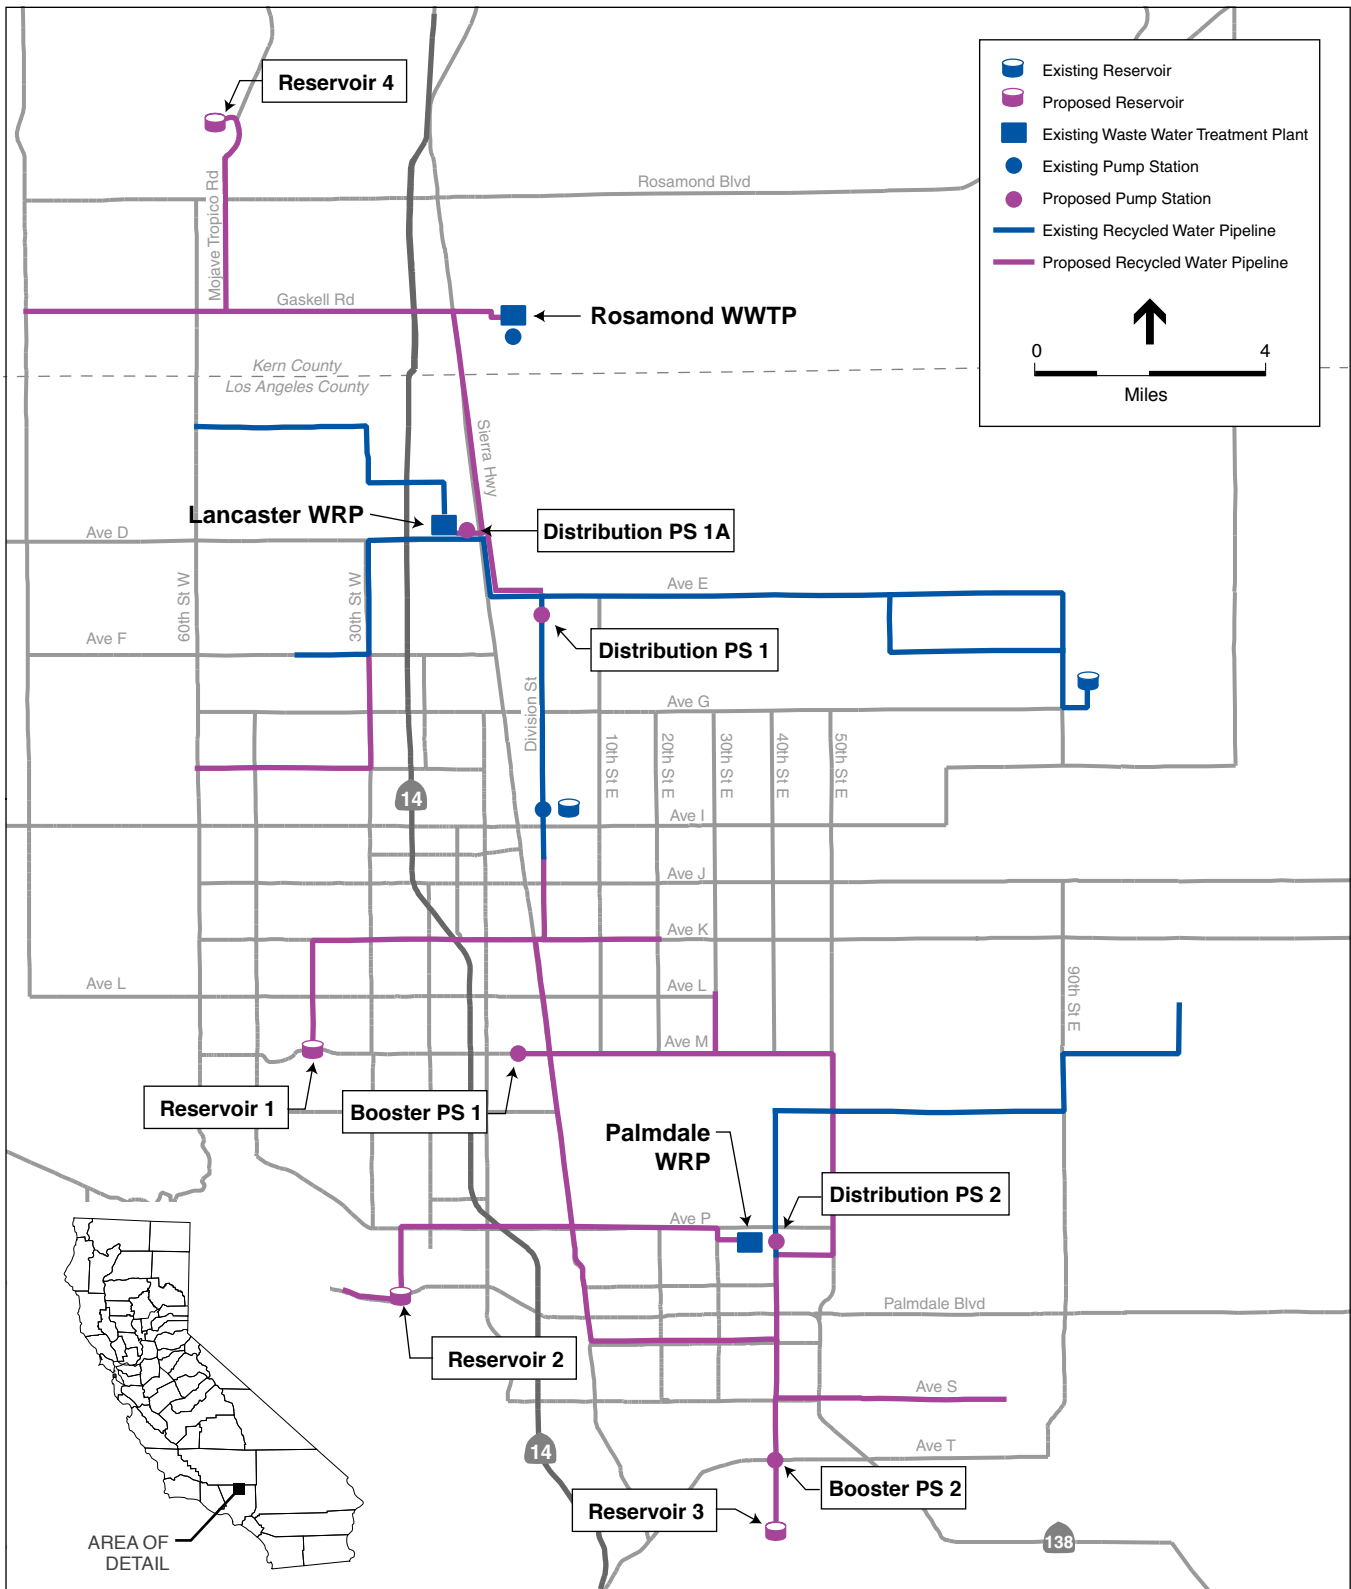 Reservoir 4
Existing Reservoir
Proposed Reservoir
Existing Waste Water Treatment Plant
Existing Pump Station
Proposed Pump Station
Existing Recycled Water Pipeline
Proposed Recycled Water Pipeline
0
4
Miles
Rosamond Blvd
Mojave Tropico Rd
Gaskell Rd
Rosamond WWTP
Kern County
Los Angeles County
Sierra Hwy
Lancaster WRP
Distribution PS 1A
Ave D
Ave E
60th St W
30th St W
Ave F
Distribution PS 1
Division St
Ave G
10th St E
20th St E
30th St E
40th St E
50th St E
14
Ave I
Ave J
Ave K
Ave L
Ave L
90th St E
Ave M
Reservoir 1
Booster PS 1
Palmdale
WRP
Distribution PS 2
Ave P
Palmdale Blvd
Reservoir 2
Ave S
14
Ave T
Booster PS 2
Reservoir 3
138
AREA OF
DETAIL